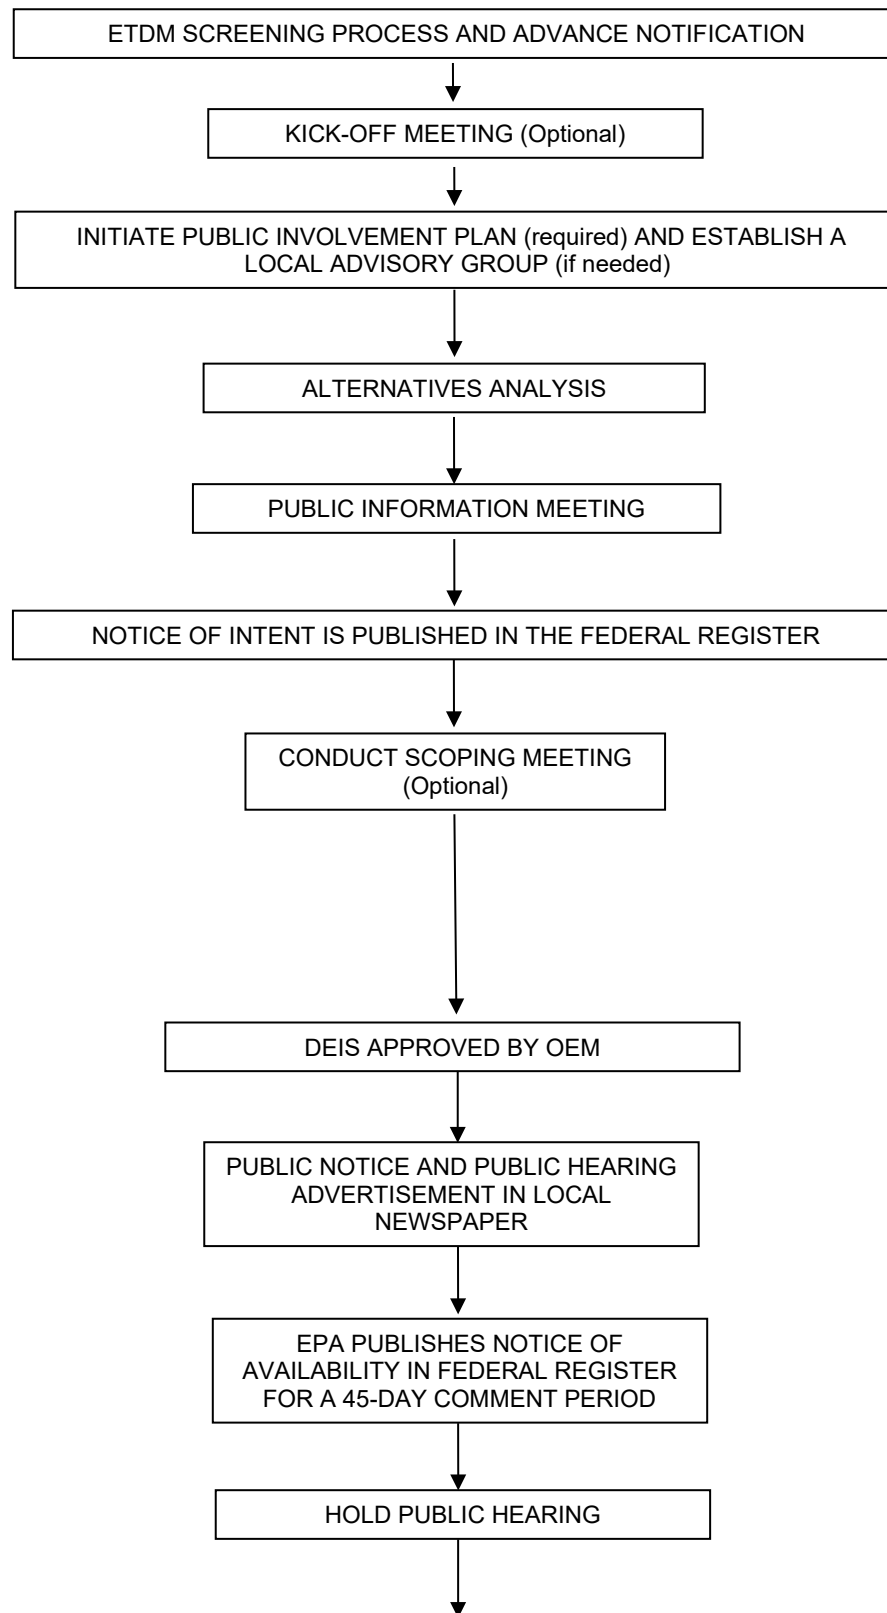 ETDM SCREENING PROCESS AND ADVANCE NOTIFICATION
KICK-OFF MEETING (Optional)
INITIATE PUBLIC INVOLVEMENT PLAN (required) AND ESTABLISH A
LOCAL ADVISORY GROUP (if needed)
ALTERNATIVES ANALYSIS
PUBLIC INFORMATION MEETING
NOTICE OF INTENT IS PUBLISHED IN THE FEDERAL REGISTER
CONDUCT SCOPING MEETING
(Optional)
DEIS APPROVED BY OEM
PUBLIC NOTICE AND PUBLIC HEARING
ADVERTISEMENT IN LOCAL
NEWSPAPER
EPA PUBLISHES NOTICE OF
AVAILABILITY IN FEDERAL REGISTER
FOR A 45-DAY COMMENT PERIOD
HOLD PUBLIC HEARING